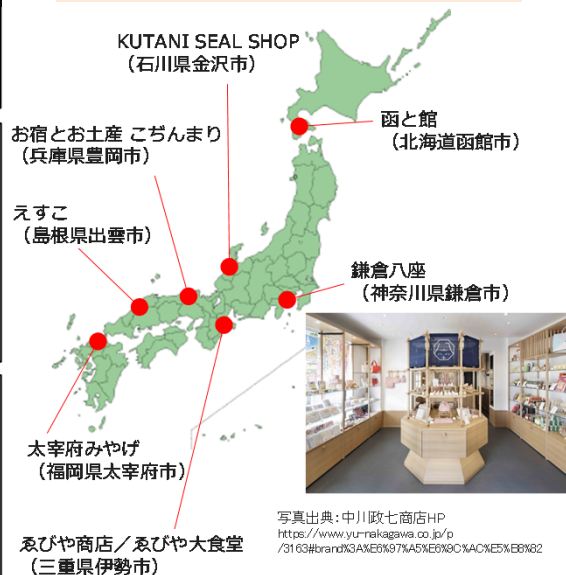 KUTANI SEAL SHOP
（石川県金沢市）
函と館
（北海道函館市）
お宿とお土産 こぢんまり
（兵庫県豊岡市）
えすこ
（島根県出雲市）
鎌倉八座
（神奈川県鎌倉市）
太宰府みやげ
（福岡県太宰府市）
ゑびや商店／ゑびや大食堂
（三重県伊勢市）
写真出典：中川政七商店HP
https://www.yu-nakagawa.co.jp/p
/3163#brand%3A%E6%97%A5%E6%9C%AC%E5%B8%82